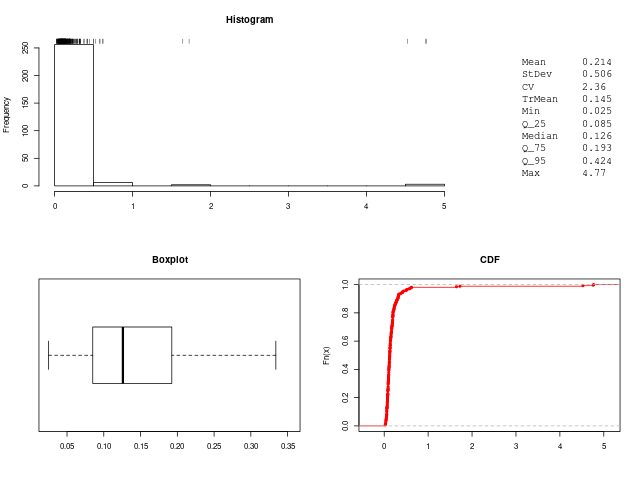 Histogram
Frequency
0 50 100 150 200 250
0 1 2 3 4 5
Mean 0.214
StDev 0.506
CV 2.36
TrMean 0.145
Min 0.025
Q_25 0.085
Median 0.126
Q_75 0.193
Q_95 0.424
Max 4.77
Boxplot
0.05 0.10 0.15 0.20 0.25 0.30 0.35
CDF
Fn(x)
0.0 0.2 0.4 0.6 0.8 1.0
0 1 2 3 4 5